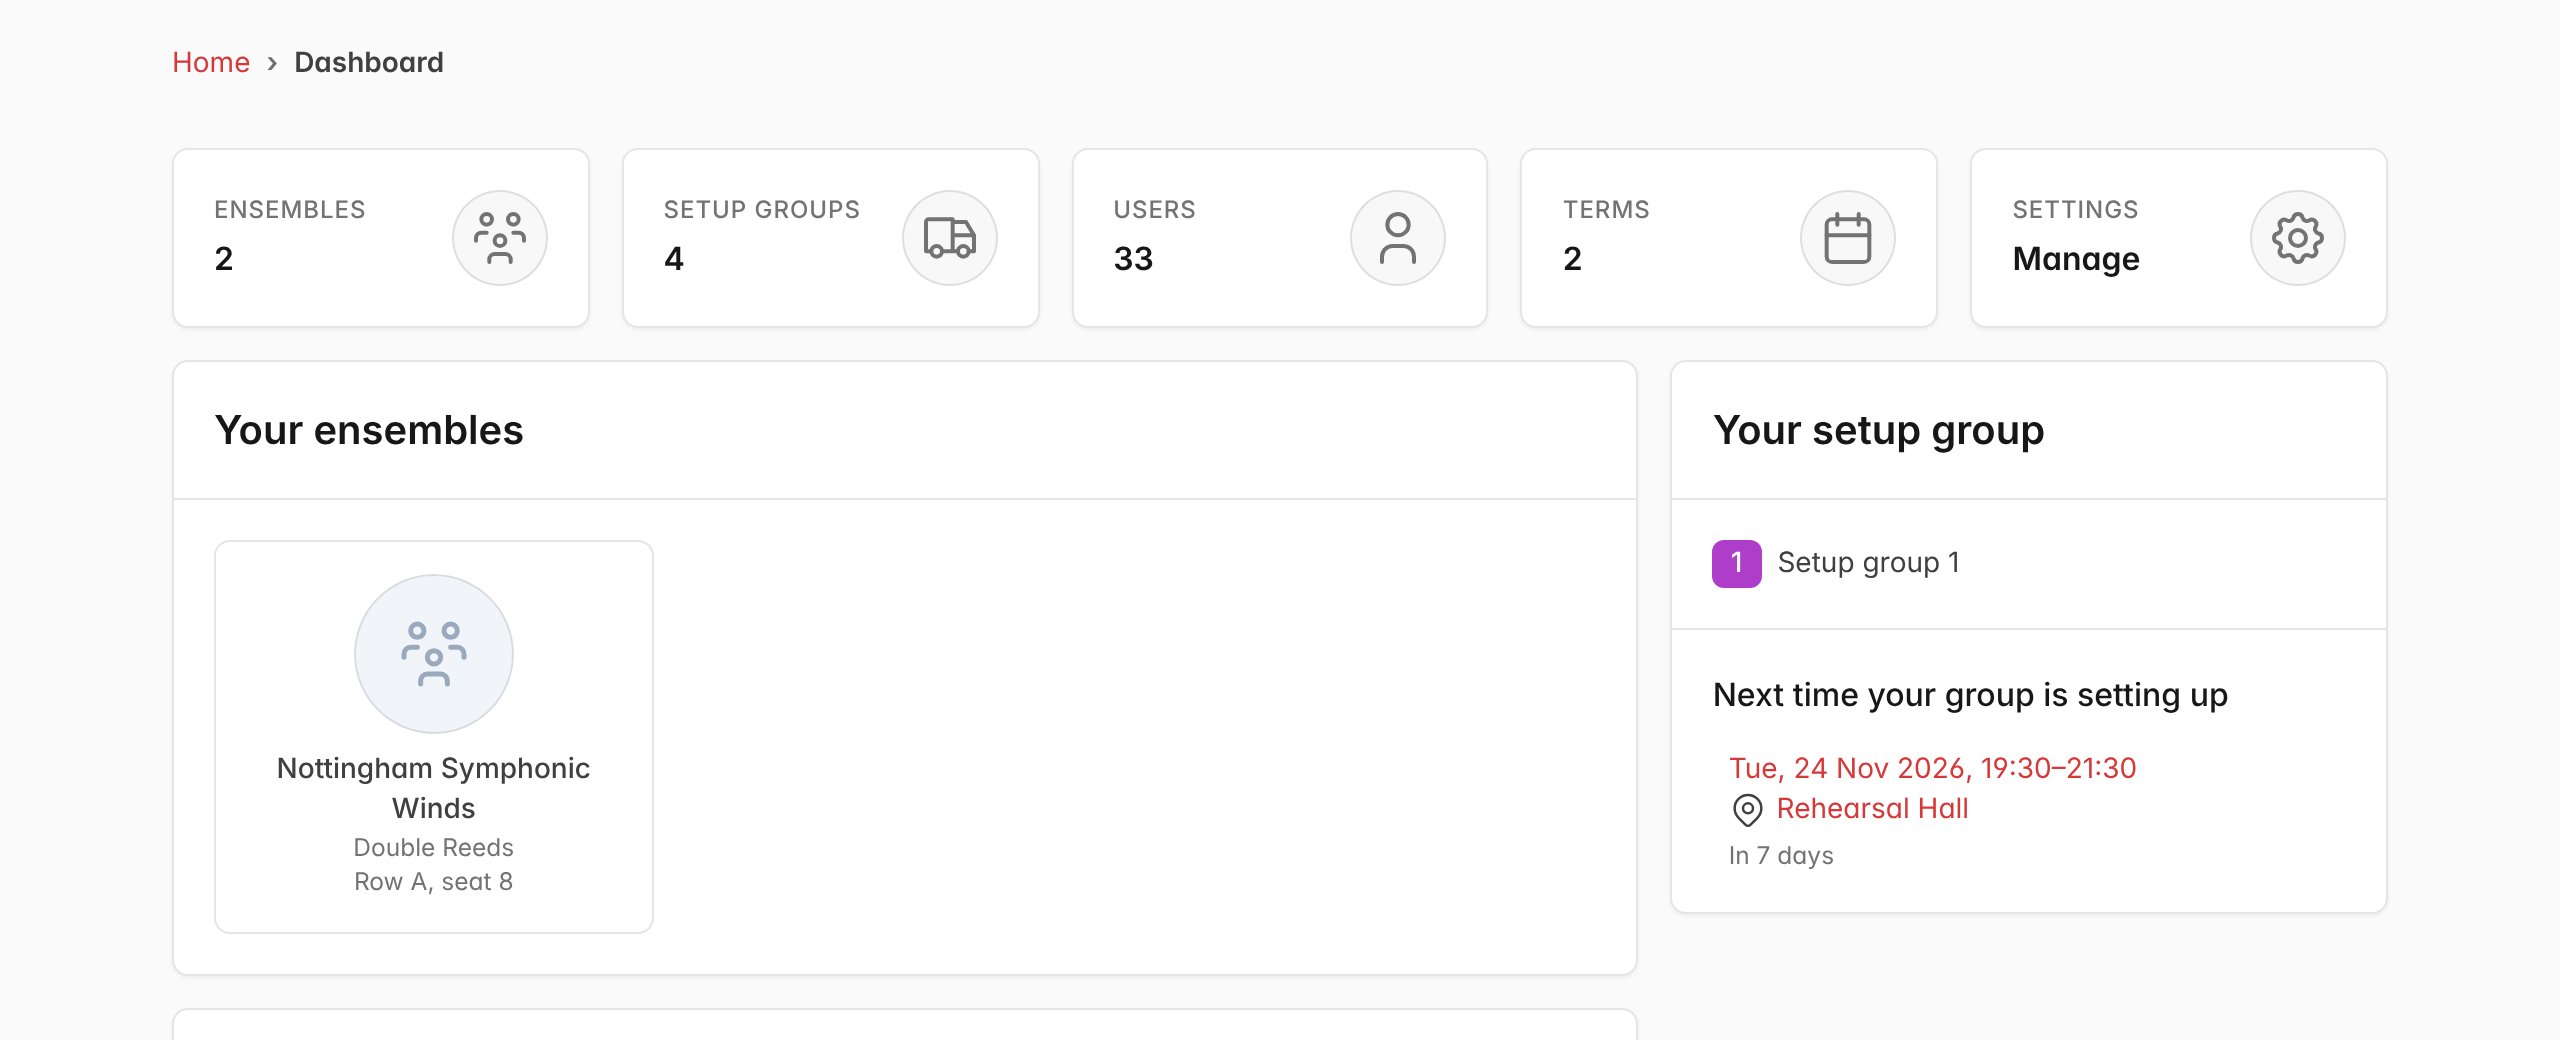 Home › Dashboard
ENSEMBLES
2
SETUP GROUPS
4
USERS
33
TERMS
2
SETTINGS
Manage
Your ensembles
Nottingham Symphonic
Winds
Double Reeds
Row A, seat 8
Your setup group
1 Setup group 1
Next time your group is setting up
Tue, 24 Nov 2026, 19:30–21:30
Rehearsal Hall
In 7 days